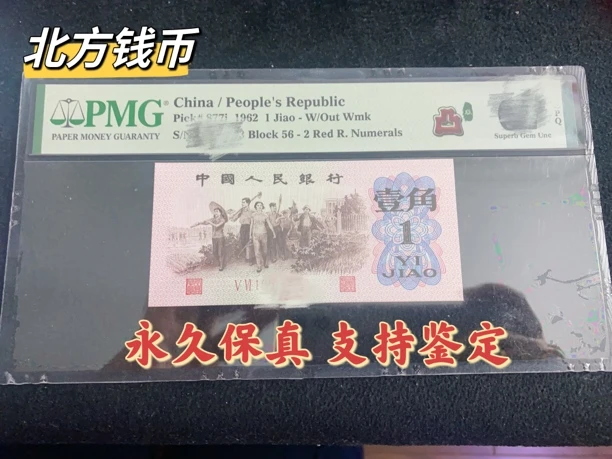 北方钱币
PMG
PAPER MONEY GUARANTY
China / People's Republic
1962 1 Jiao - W/Out Wmk
S/N Block 56 - 2 Red R. Numerals
凸
Superb Gem Unc
中國人民銀行
壹角
1
YI
JIAO
永久保真 支持鉴定